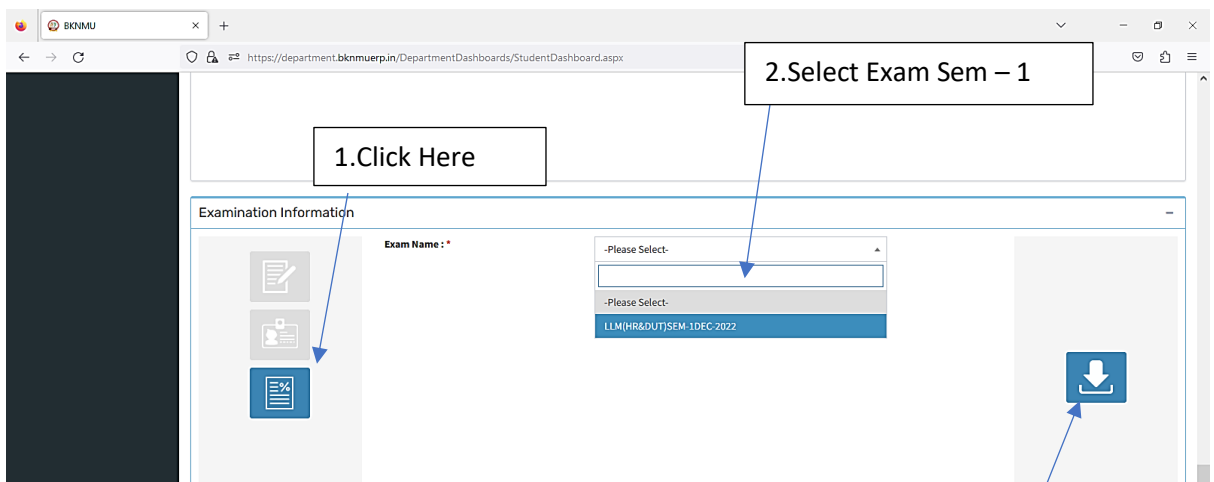 BKNMU
https://department.bknmuerp.in/DepartmentDashboards/StudentDashboard.aspx
2.Select Exam Sem – 1
1.Click Here
Examination Information
Exam Name : *
-Please Select-
-Please Select-
LLM(HR&DUT)SEM-1DEC-2022